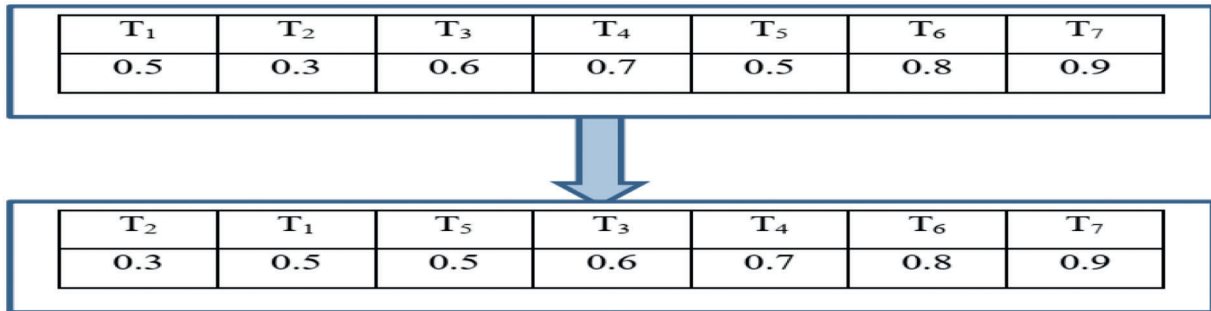 T₁ T₂ T₃ T₄ T₅ T₆ T₇
0.5 0.3 0.6 0.7 0.5 0.8 0.9
T₂ T₁ T₅ T₃ T₄ T₆ T₇
0.3 0.5 0.5 0.6 0.7 0.8 0.9